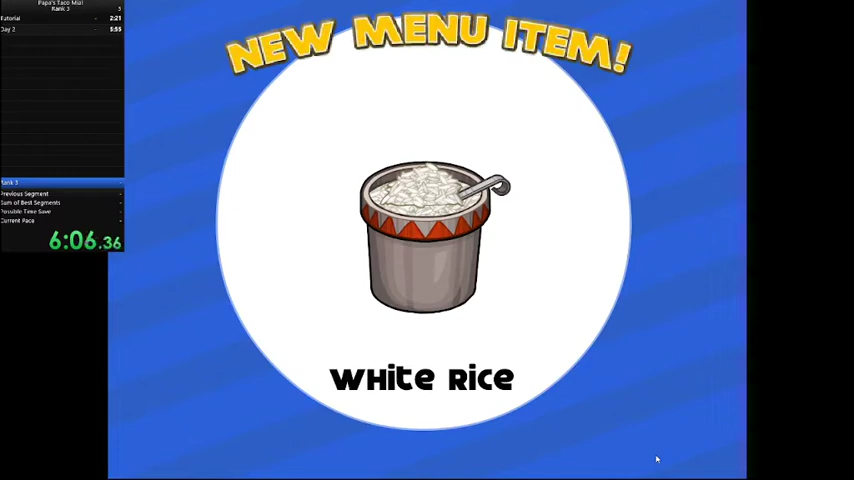 Papa's Taco Mia!
Rank 3 5
Tutorial - 2:21
Day 2 - 5:55
Rank 3 -
Previous Segment -
Sum of Best Segments -
Possible Time Save -
Current Pace -
6:06.36
NEW MENU ITEM!
WHite RiCe